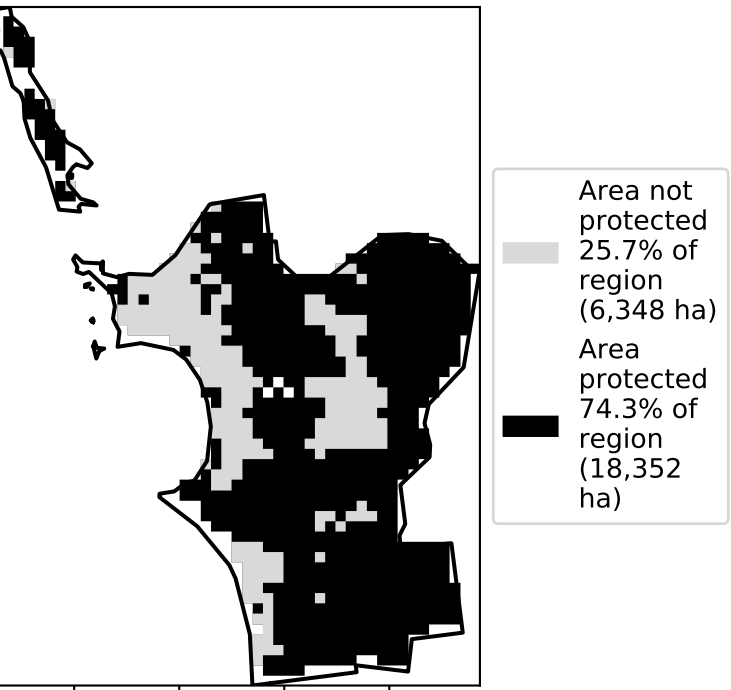 Area not
protected
25.7% of
region
(6,348 ha)
Area
protected
74.3% of
region
(18,352
ha)